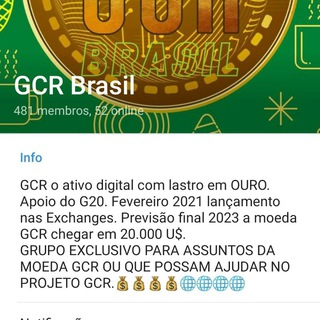 BRASIL
GCR Brasil
481 membros, 52 online
Info
GCR o ativo digital com lastro em OURO.
Apoio do G20. Fevereiro 2021 lançamento
nas Exchanges. Previsão final 2023 a moeda
GCR chegar em 20.000 U$.
GRUPO EXCLUSIVO PARA ASSUNTOS DA
MOEDA GCR OU QUE POSSAM AJUDAR NO
PROJETO GCR.💰💰💰💰🌐🌐🌐